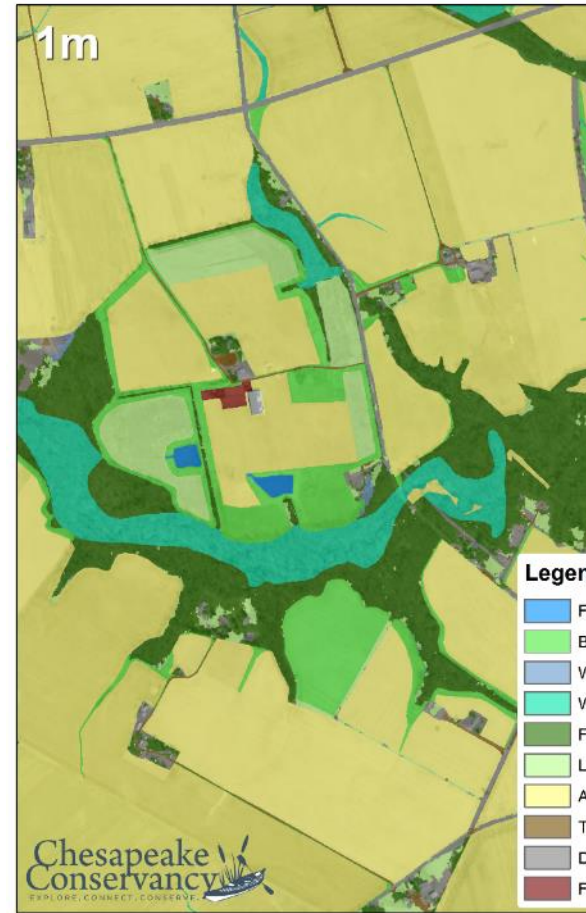 1m
Legen
F
B
W
W
F
L
A
T
D
F
Chesapeake
Conservancy
EXPLORE. CONNECT. CONSERVE.